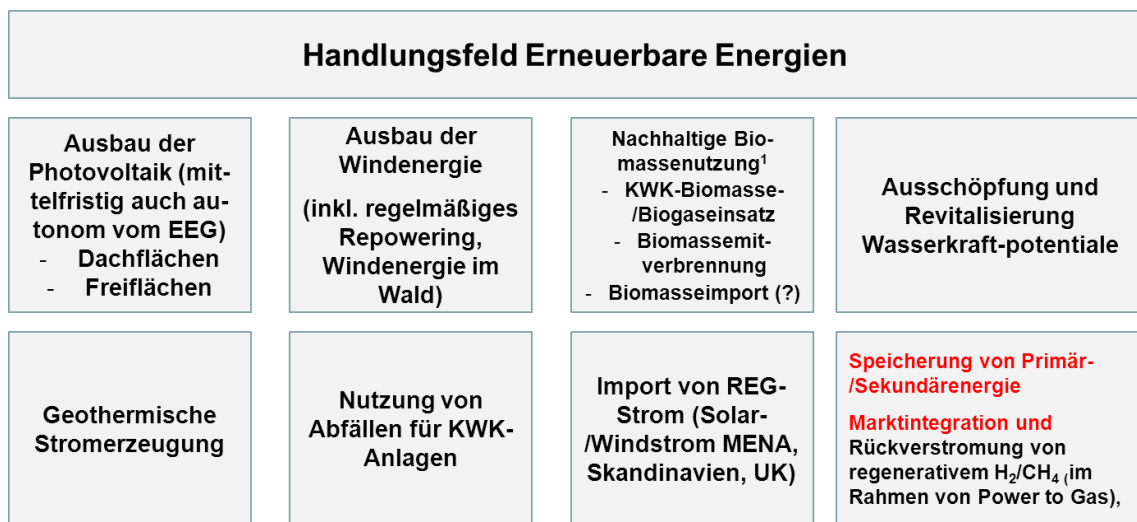 Handlungsfeld Erneuerbare Energien
Ausbau der
Photovoltaik (mit-
telfristig auch au-
tonom vom EEG)
- Dachflächen
- Freiflächen
Ausbau der
Windenergie
(inkl. regelmäßiges
Repowering,
Windenergie im
Wald)
Nachhaltige Bio-
massenutzung¹
- KWK-Biomasse-
/Biogaseinsatz
- Biomassemit-
verbrennung
- Biomasseimport (?)
Ausschöpfung und
Revitalisierung
Wasserkraft-potentiale
Geothermische
Stromerzeugung
Nutzung von
Abfällen für KWK-
Anlagen
Import von REG-
Strom (Solar-
/Windstrom MENA,
Skandinavien, UK)
Speicherung von Primär-
/Sekundärenergie
Marktintegration und
Rückverstromung von
regenerativem H₂/CH₄ (im
Rahmen von Power to Gas),